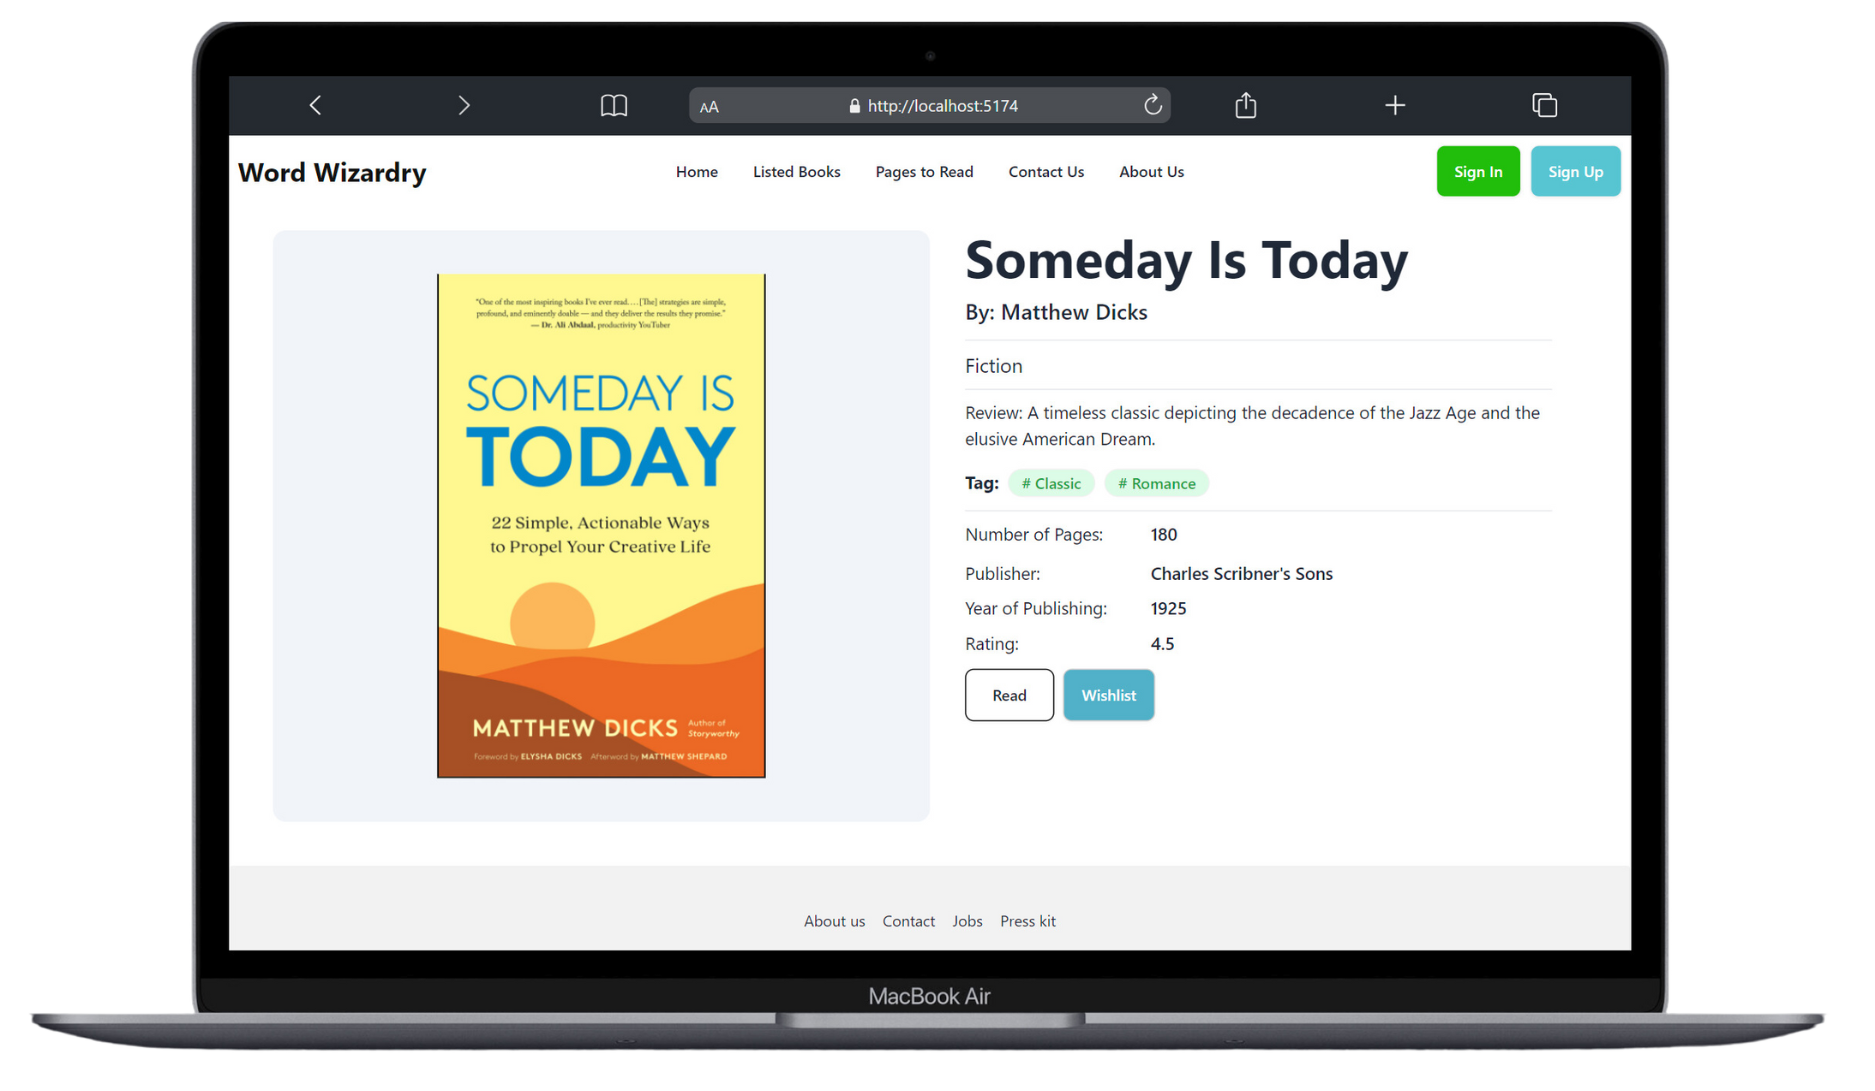 AA http://localhost:5174
Word Wizardry Home Listed Books Pages to Read Contact Us About Us Sign In Sign Up
"One of the most inspiring books I've ever read. . . . [The] strategies are simple,
profound, and eminently doable — and they deliver the results they promise."
— Dr. Ali Abdaal, productivity YouTuber
SOMEDAY IS
TODAY
22 Simple, Actionable Ways
to Propel Your Creative Life
MATTHEW DICKS Author of
Storyworthy
Foreword by ELYSHA DICKS Afterword by MATTHEW SHEPARD
Someday Is Today
By: Matthew Dicks
Fiction
Review: A timeless classic depicting the decadence of the Jazz Age and the
elusive American Dream.
Tag: # Classic # Romance
Number of Pages: 180
Publisher: Charles Scribner's Sons
Year of Publishing: 1925
Rating: 4.5
Read Wishlist
About us Contact Jobs Press kit
MacBook Air